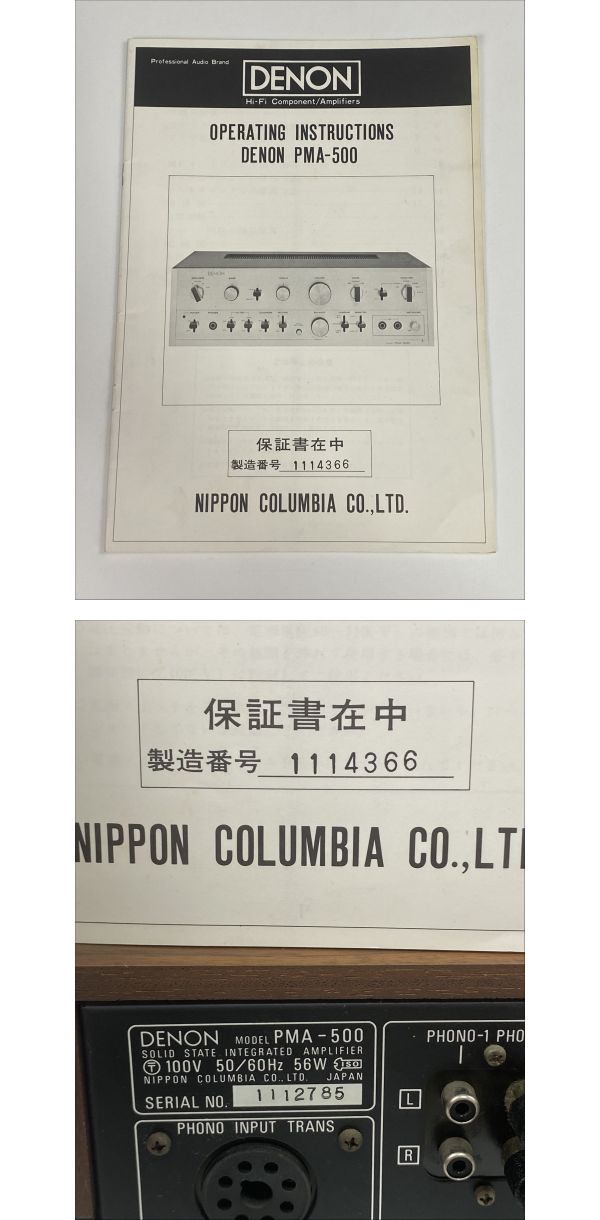 Professional Audio Brand
DENON
Hi-Fi Component/Amplifiers
OPERATING INSTRUCTIONS
DENON PMA-500
DENON
保証書在中
製造番号 1114366
NIPPON COLUMBIA CO.,LTD.
保証書在中
製造番号 1114366
NIPPON COLUMBIA CO.,LT
DENON MODEL PMA-500
SOLID STATE INTEGRATED AMPLIFIER
〒 100V 50/60Hz 56W ISO
NIPPON COLUMBIA CO., LTD. JAPAN
SERIAL NO. 1112785
PHONO INPUT TRANS
PHONO-1 PHO
L
R